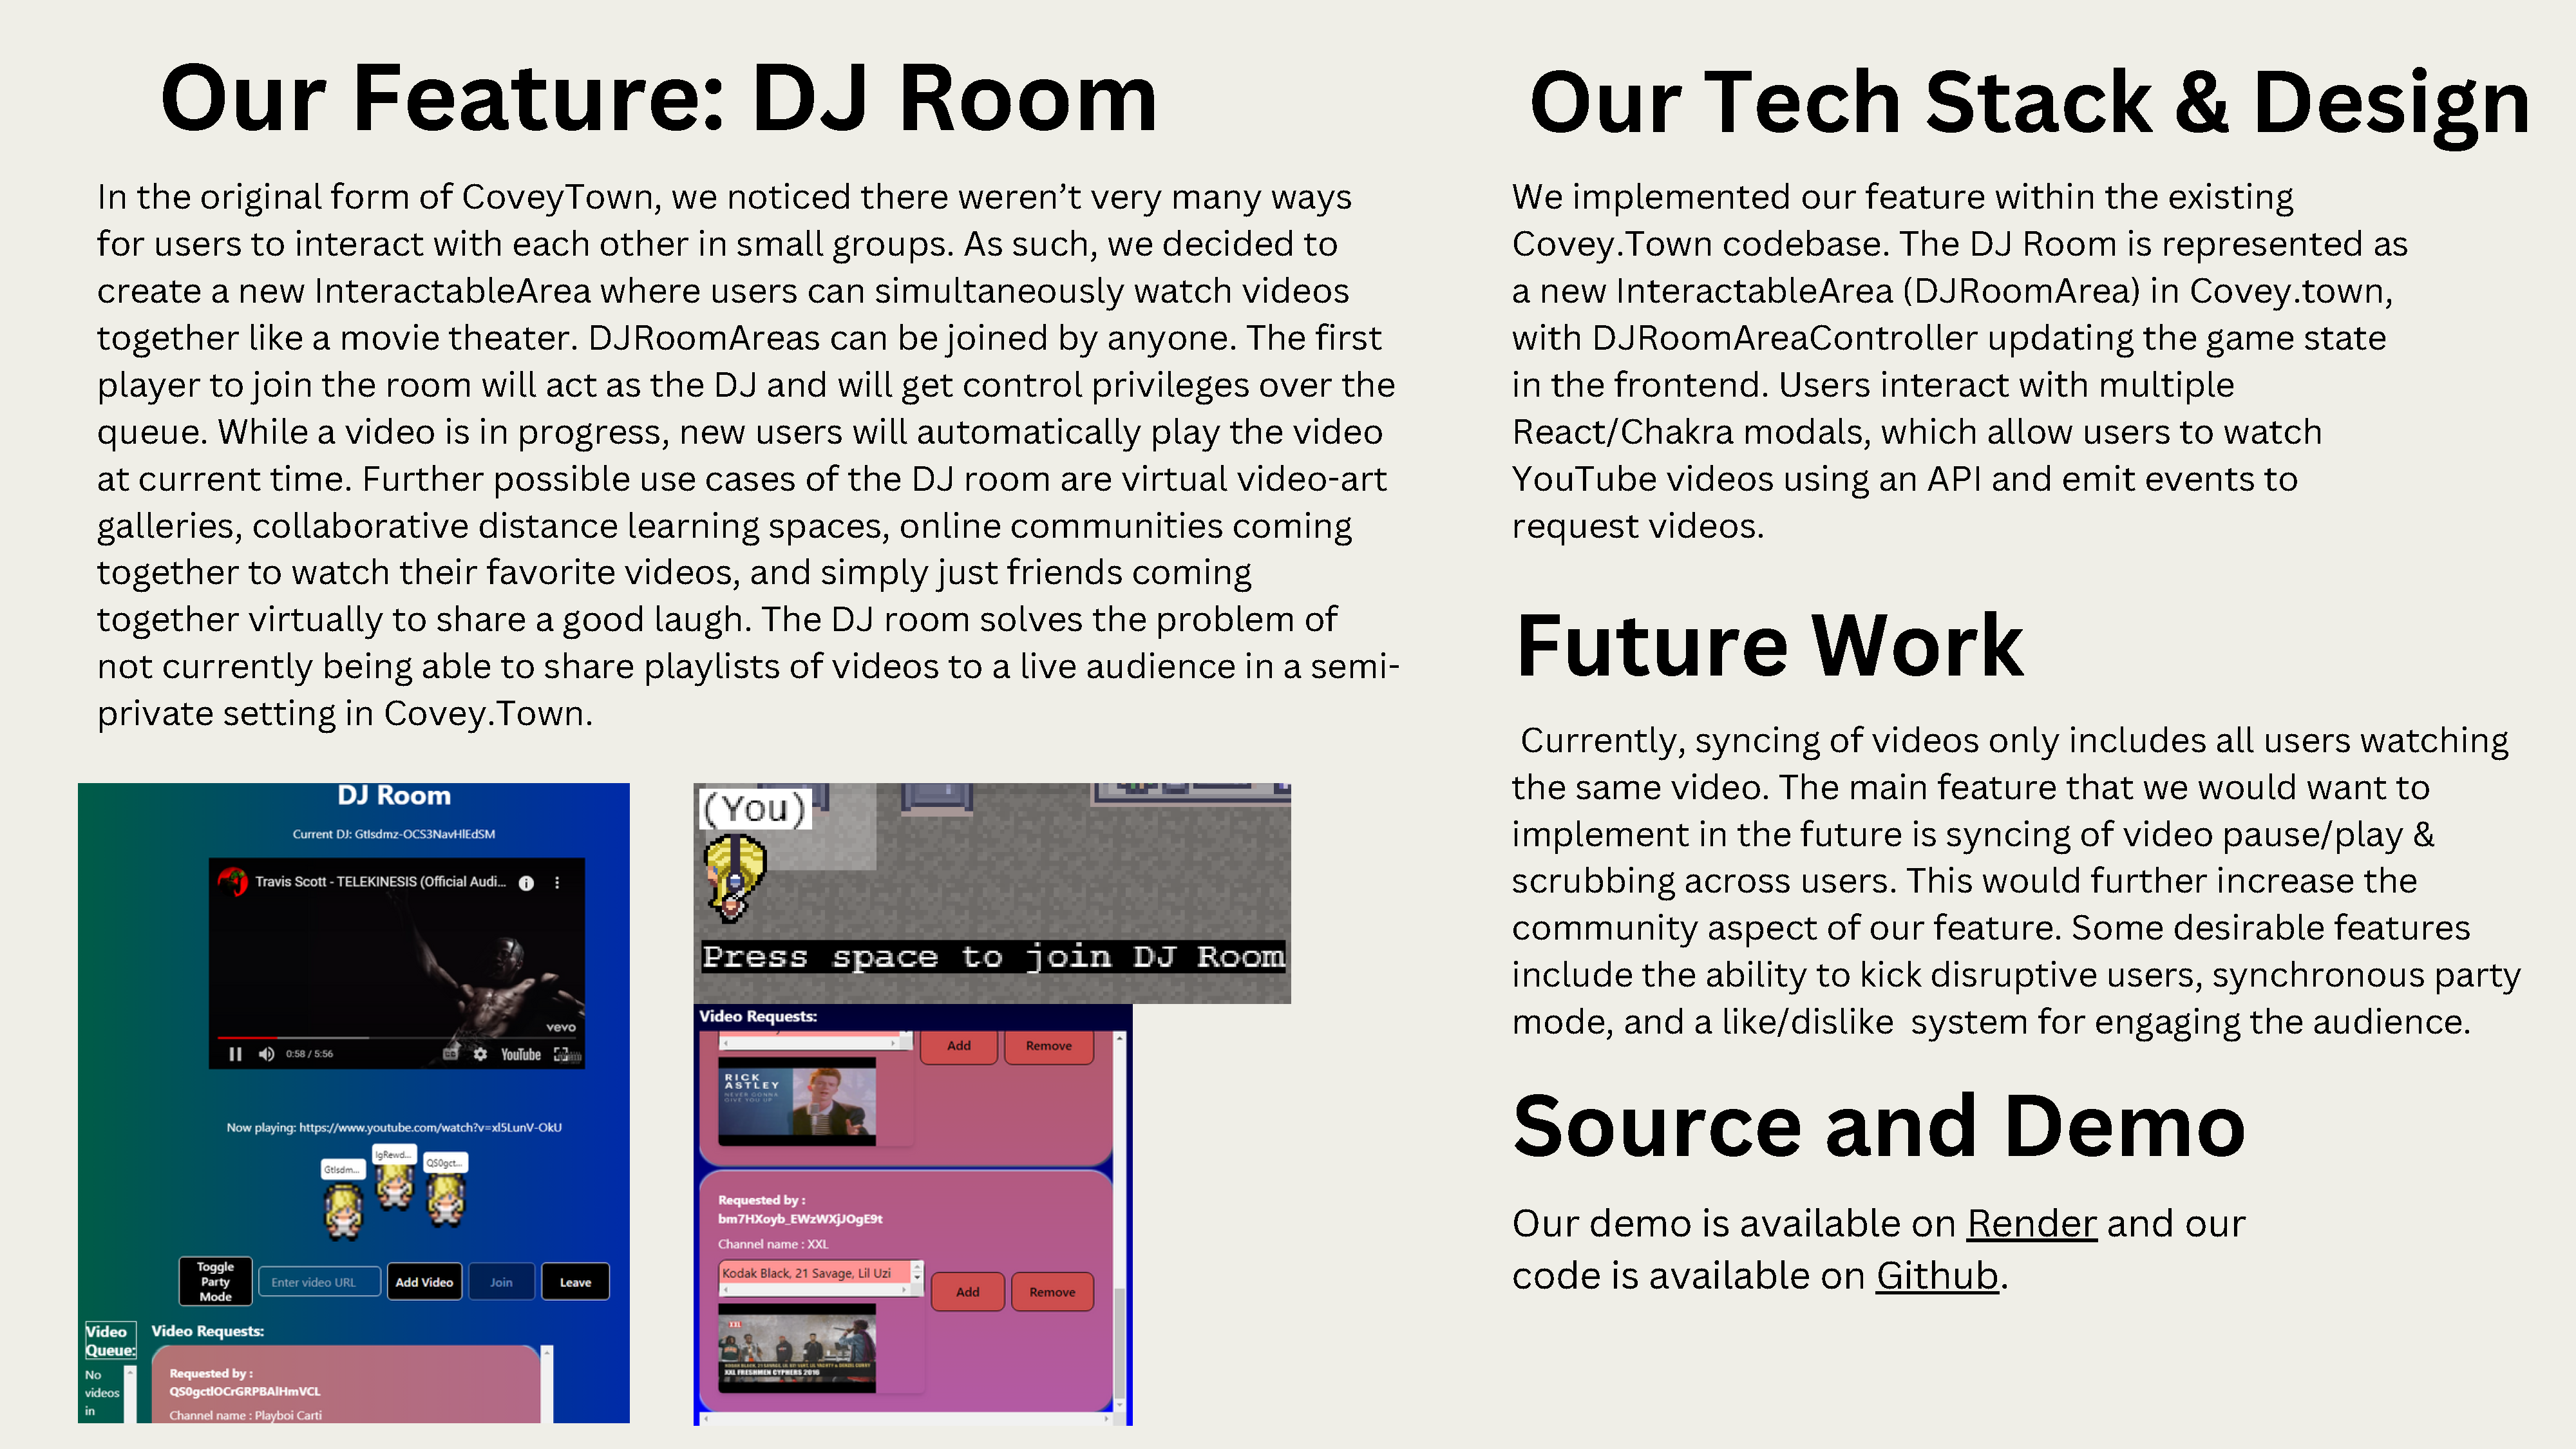 Our Feature: DJ Room
In the original form of CoveyTown, we noticed there weren’t very many ways
for users to interact with each other in small groups. As such, we decided to
create a new InteractableArea where users can simultaneously watch videos
together like a movie theater. DJRoomAreas can be joined by anyone. The first
player to join the room will act as the DJ and will get control privileges over the
queue. While a video is in progress, new users will automatically play the video
at current time. Further possible use cases of the DJ room are virtual video-art
galleries, collaborative distance learning spaces, online communities coming
together to watch their favorite videos, and simply just friends coming
together virtually to share a good laugh. The DJ room solves the problem of
not currently being able to share playlists of videos to a live audience in a semi-
private setting in Covey.Town.
DJ Room
Current DJ: Gtlsdmz-OCS3NavHlEdSM
Travis Scott - TELEKINESIS (Official Audi...
vevo
0:58 / 5:56
CC
YouTube
Now playing: https://www.youtube.com/watch?v=xl5LunV-OkU
Gtlsdm...
lgRewd...
QS0gct...
Toggle
Party
Mode
Enter video URL
Add Video
Join
Leave
Video
Queue:
No
videos
in
Video Requests:
Requested by :
QS0gctlOCrGRPBAlHmVCL
Channel name : Playboi Carti
(You)
Press space to join DJ Room
Video Requests:
Add
Remove
RICK
ASTLEY
NEVER GONNA
GIVE YOU UP
Requested by :
bm7HXoyb_EWzWXjJOgE9t
Channel name : XXL
Kodak Black, 21 Savage, Lil Uzi
Add
Remove
XXL
KODAK BLACK, 21 SAVAGE, LIL UZI VERT, LIL YACHTY & DENZEL CURRY
XXL FRESHMEN CYPHERS 2016
Our Tech Stack & Design
We implemented our feature within the existing
Covey.Town codebase. The DJ Room is represented as
a new InteractableArea (DJRoomArea) in Covey.town,
with DJRoomAreaController updating the game state
in the frontend. Users interact with multiple
React/Chakra modals, which allow users to watch
YouTube videos using an API and emit events to
request videos.
Future Work
Currently, syncing of videos only includes all users watching
the same video. The main feature that we would want to
implement in the future is syncing of video pause/play &
scrubbing across users. This would further increase the
community aspect of our feature. Some desirable features
include the ability to kick disruptive users, synchronous party
mode, and a like/dislike  system for engaging the audience.
Source and Demo
Our demo is available on Render and our
code is available on Github.